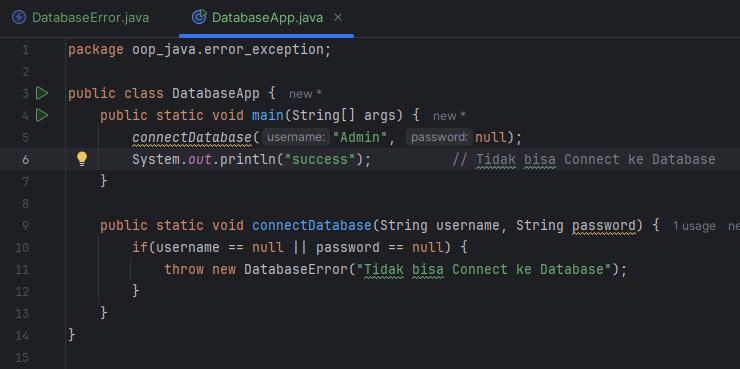 DatabaseError.java DatabaseApp.java ×
1 package oop_java.error_exception;
2
3 public class DatabaseApp { new *
4 public static void main(String[] args) { new *
5 connectDatabase( username: "Admin", password: null);
6 System.out.println("success"); // Tidak bisa Connect ke Database
7 }
8
9 public static void connectDatabase(String username, String password) { 1 usage ne
10 if(username == null || password == null) {
11 throw new DatabaseError("Tidak bisa Connect ke Database");
12 }
13 }
14 }
15